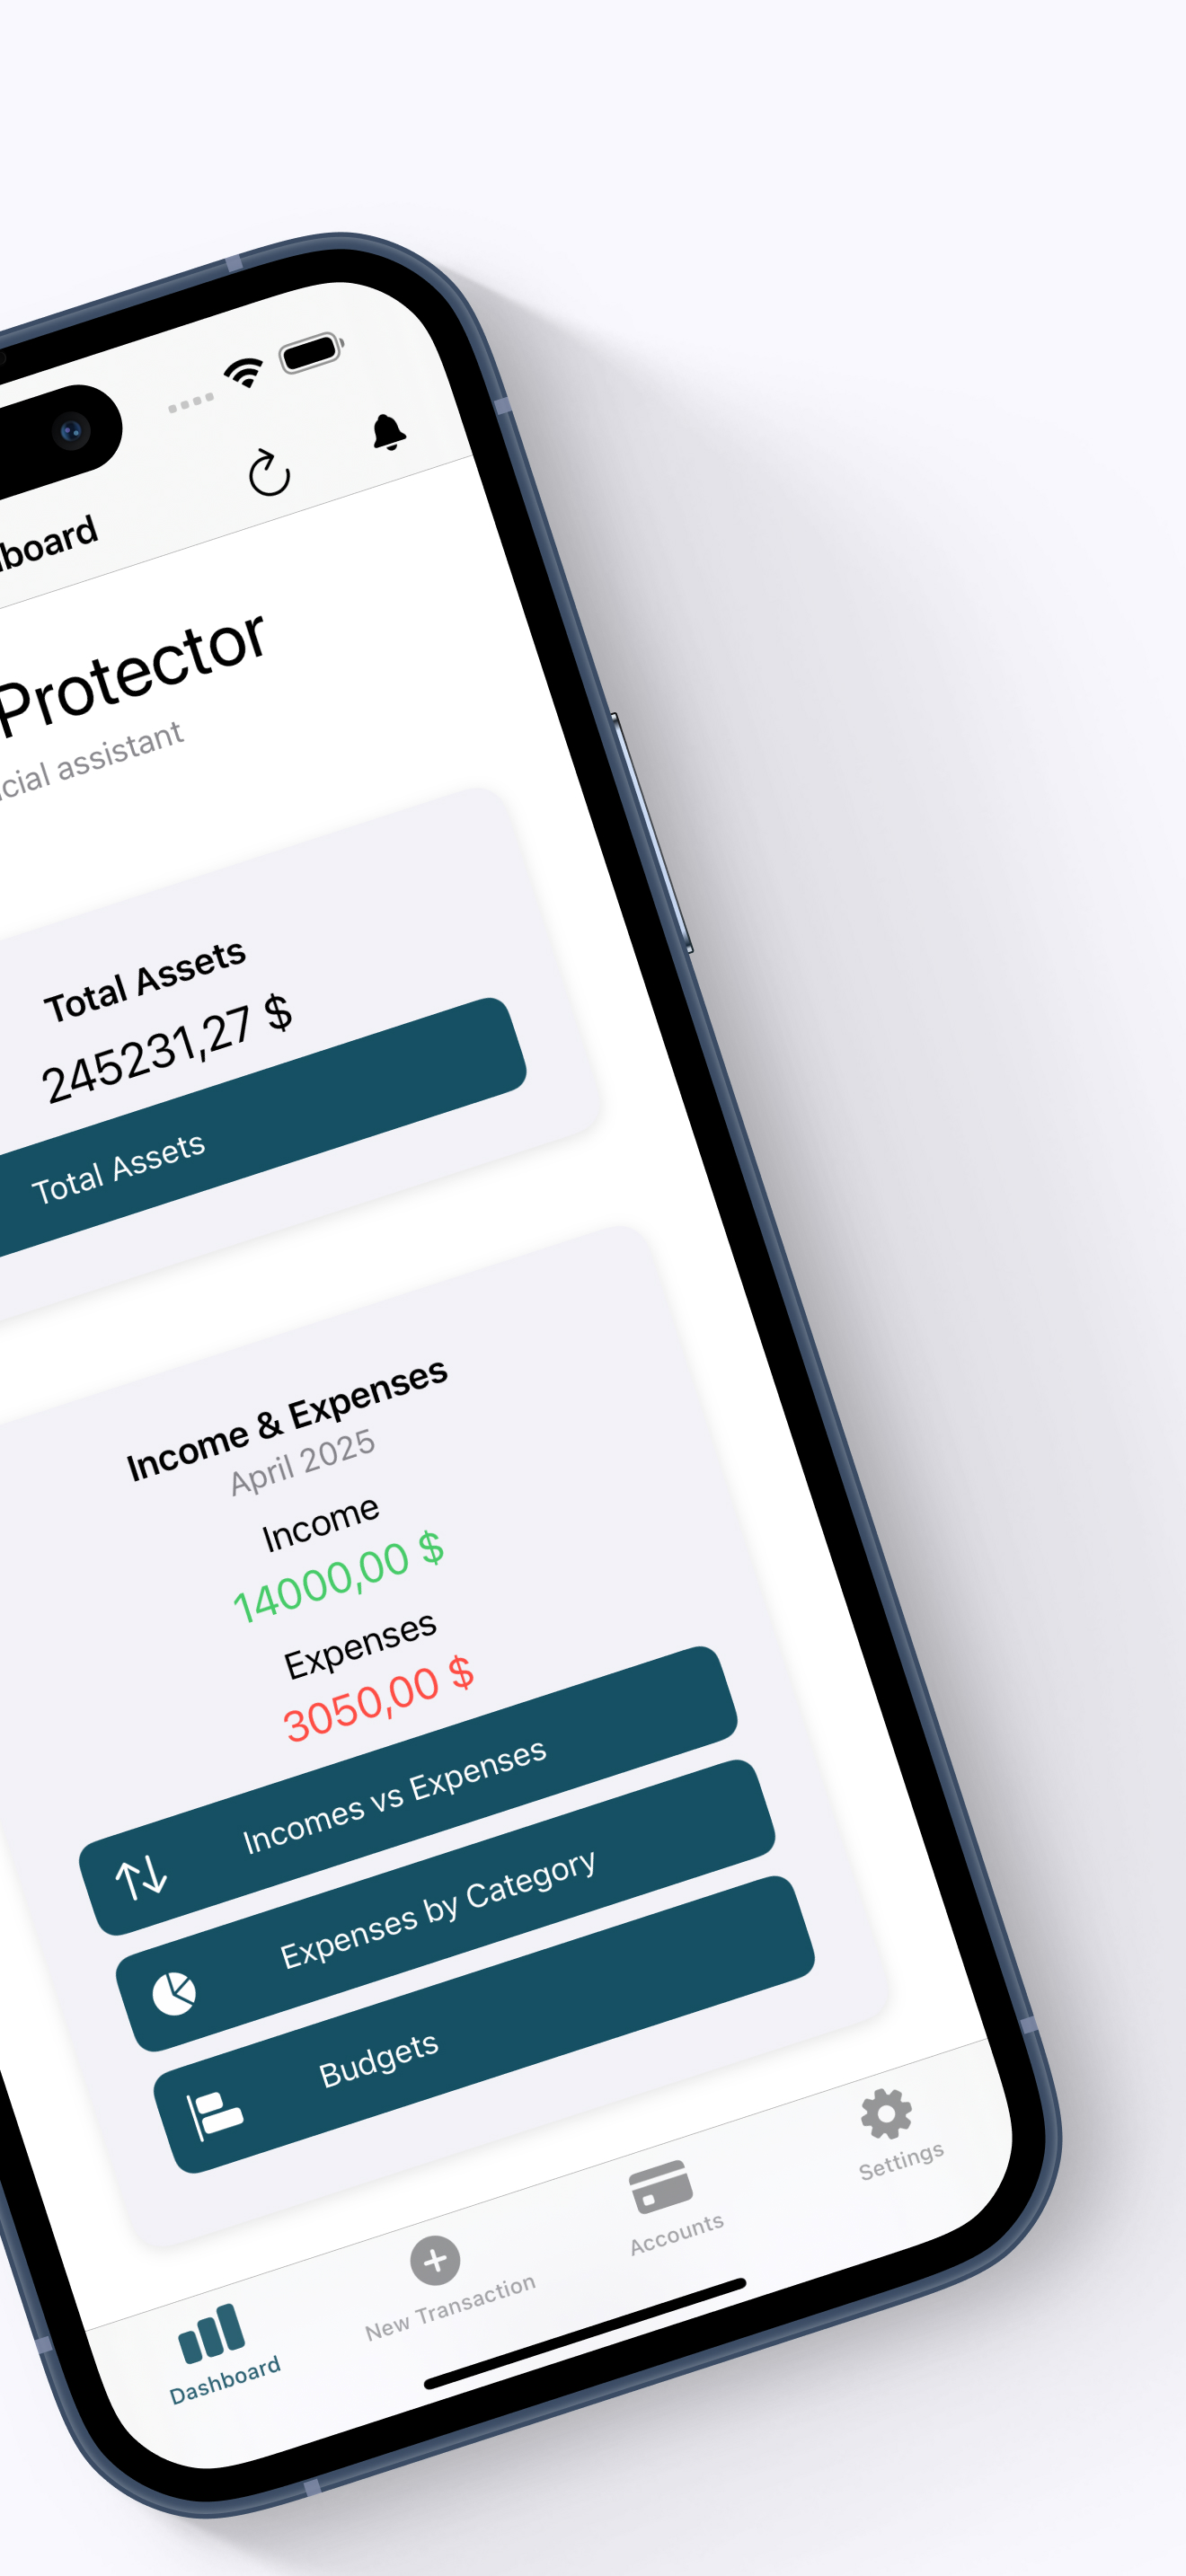 board
Protector
cial assistant
Total Assets
245231,27 $
Total Assets
Income & Expenses
April 2025
Income
14000,00 $
Expenses
3050,00 $
Incomes vs Expenses
Expenses by Category
Budgets
Dashboard
New Transaction
Accounts
Settings